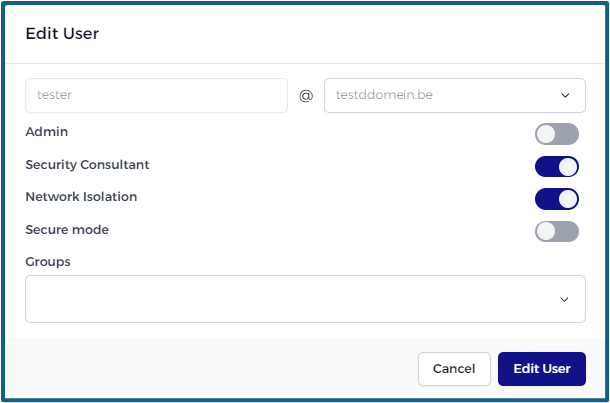 Edit User
tester @ testddomein.be
Admin
Security Consultant
Network Isolation
Secure mode
Groups
Cancel Edit User